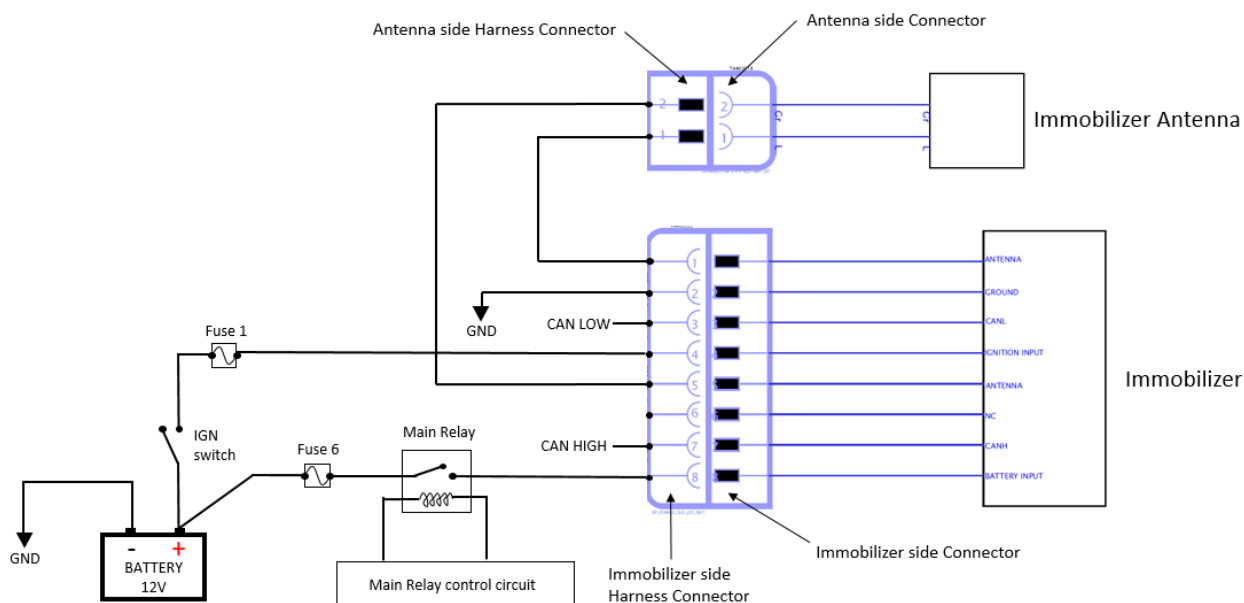 Antenna side Harness Connector
Antenna side Connector
2
2
Gr
Gr
1
1
L
L
Immobilizer Antenna
1
ANTENNA
2
GROUND
GND
CAN LOW
3
CANL
Fuse 1
4
IGNITION INPUT
5
ANTENNA
Immobilizer
6
NC
IGN
switch
Main Relay
CAN HIGH
7
CANH
Fuse 6
8
BATTERY INPUT
GND
- +
BATTERY
12V
Main Relay control circuit
Immobilizer side
Harness Connector
Immobilizer side Connector